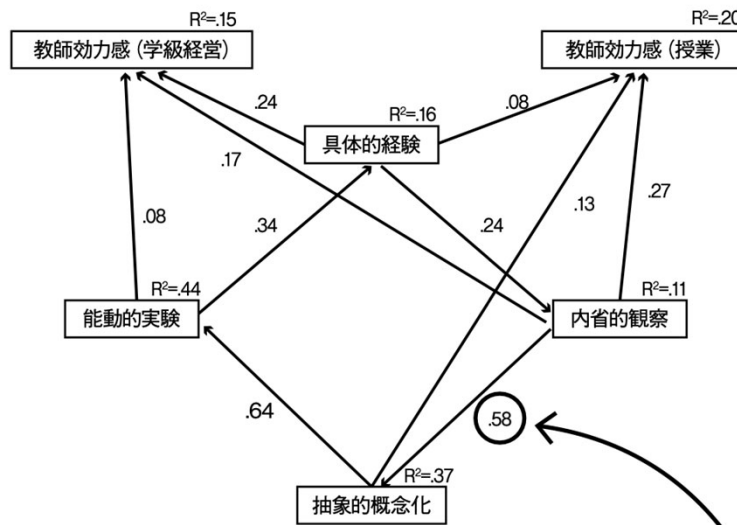 R²=.15
教師効力感（学級経営）
R²=.20
教師効力感（授業）
.24
.08
R²=.16
具体的経験
.17
.13
.27
.08
.34
.24
R²=.44
能動的実験
R²=.11
内省的観察
.64
.58
R²=.37
抽象的概念化